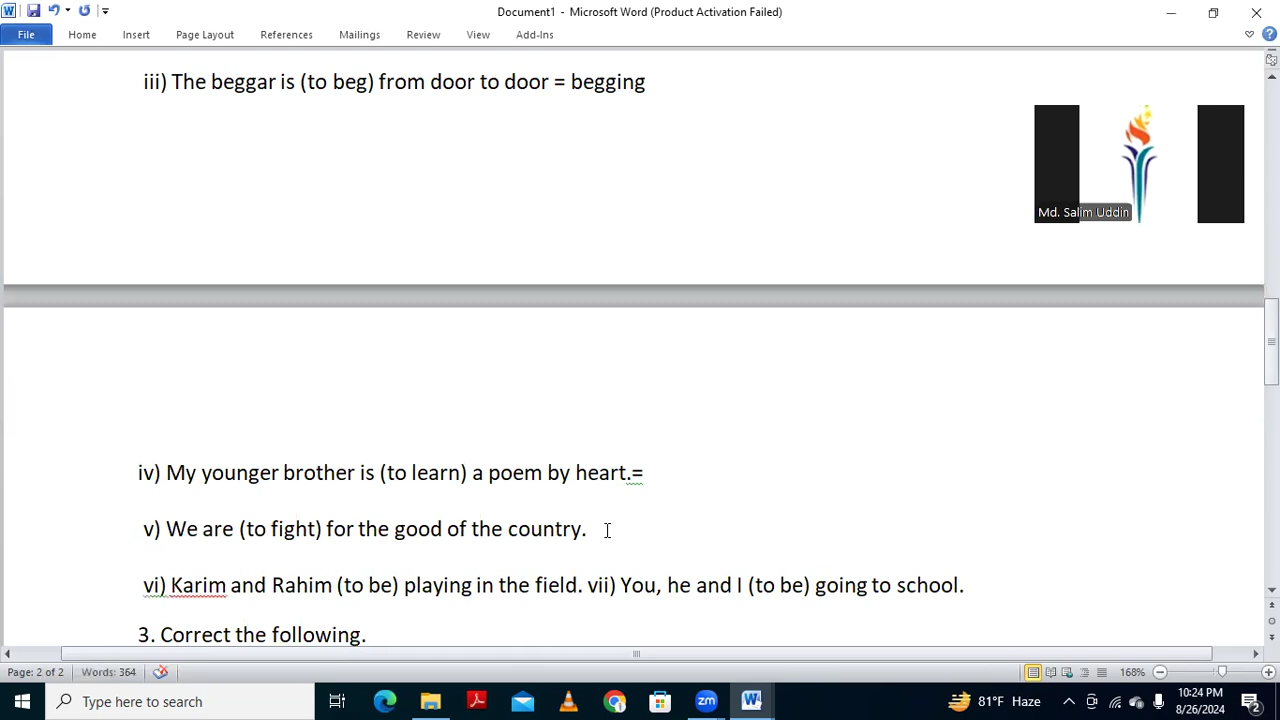 Document1 - Microsoft Word (Product Activation Failed)
File Home Insert Page Layout References Mailings Review View Add-Ins
iii) The beggar is (to beg) from door to door = begging
Md. Salim Uddin
iv) My younger brother is (to learn) a poem by heart.=
v) We are (to fight) for the good of the country.
vi) Karim and Rahim (to be) playing in the field. vii) You, he and I (to be) going to school.
3. Correct the following.
Page: 2 of 2 Words: 364 168%
Type here to search zm W 81°F Haze 10:24 PM
8/26/2024 2